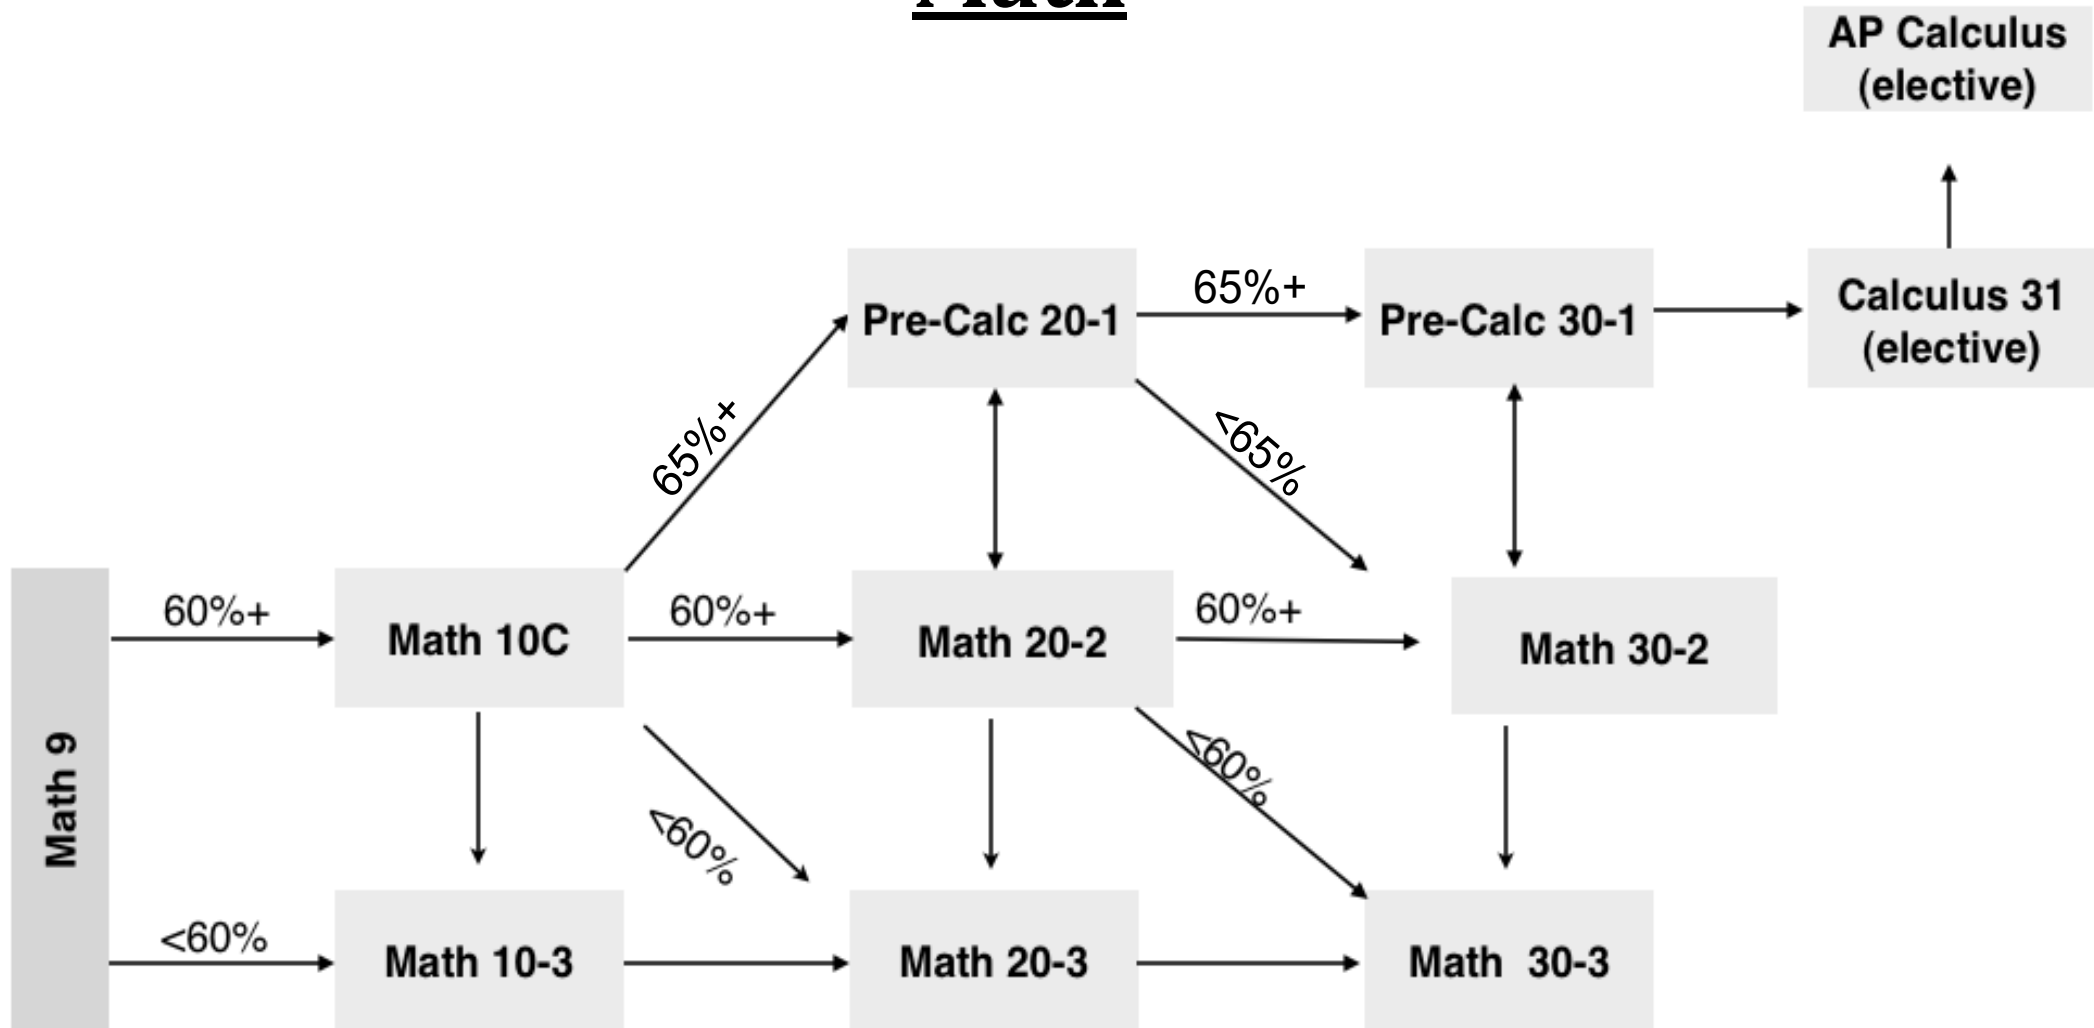 Math
AP Calculus
(elective)
65%+
Pre-Calc 20-1
Pre-Calc 30-1
Calculus 31
(elective)
65%+
<65%
60%+
60%+
60%+
Math 10C
Math 20-2
Math 30-2
Math 9
<60%
<60%
<60%
Math 10-3
Math 20-3
Math  30-3